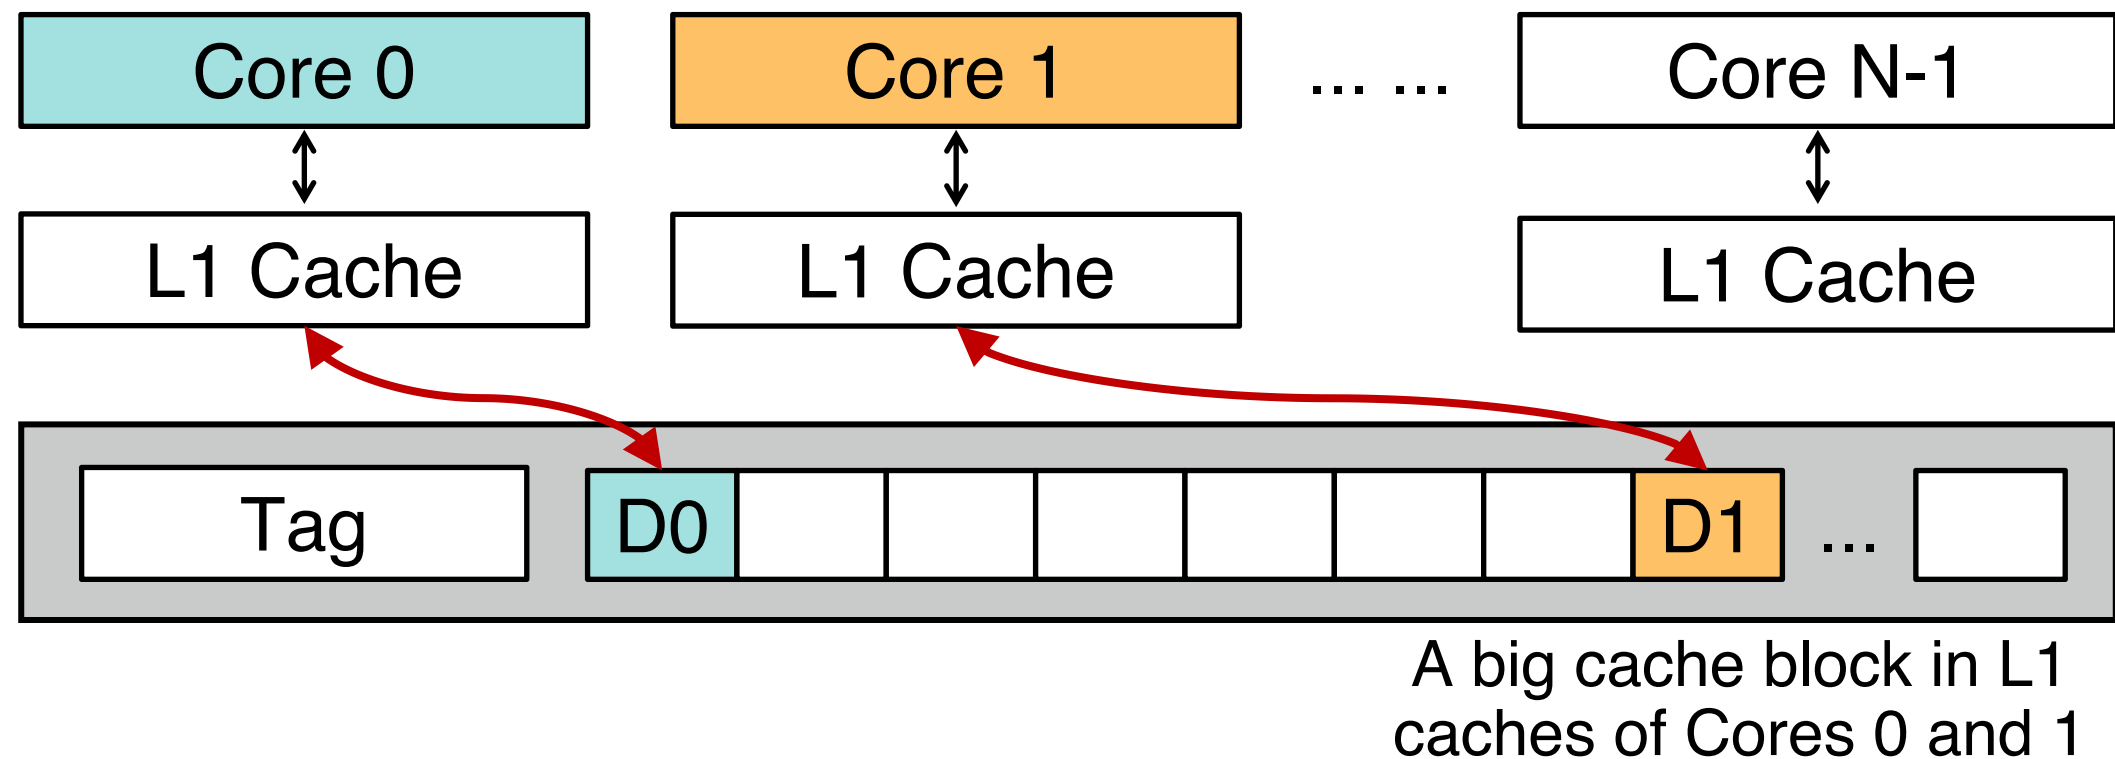 Core 0
Core 1
... ...
Core N-1
L1 Cache
L1 Cache
L1 Cache
Tag
D0
D1
...
A big cache block in L1
caches of Cores 0 and 1